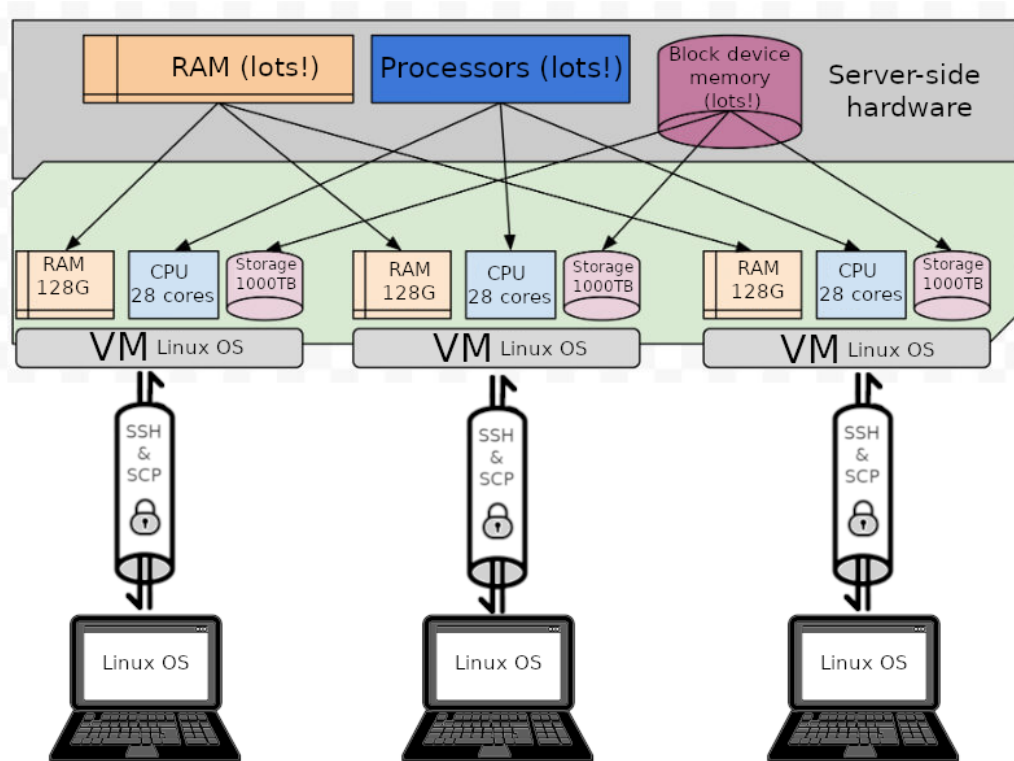 RAM (lots!)
Processors (lots!)
Block device
memory
(lots!)
Server-side
hardware
RAM
128G
CPU
28 cores
Storage
1000TB
RAM
128G
CPU
28 cores
Storage
1000TB
RAM
128G
CPU
28 cores
Storage
1000TB
VM Linux OS
VM Linux OS
VM Linux OS
SSH
&
SCP
SSH
&
SCP
SSH
&
SCP
Linux OS
Linux OS
Linux OS